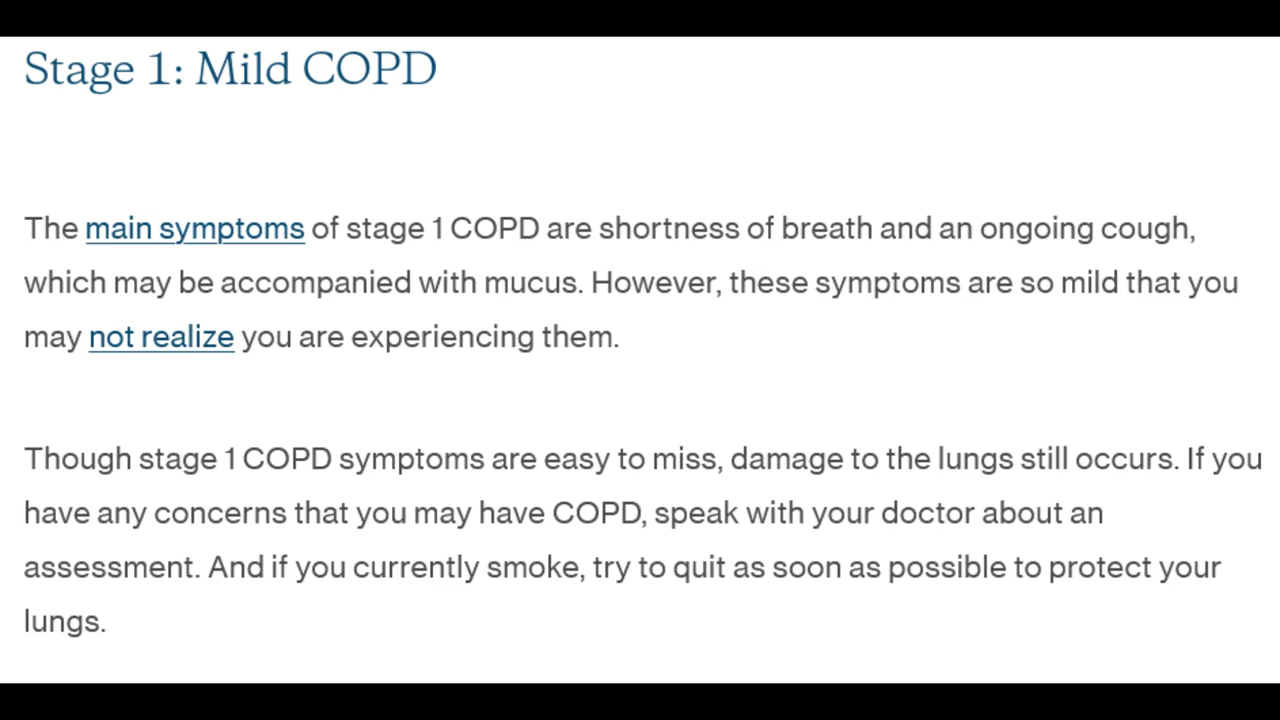 Stage 1: Mild COPD
The main symptoms of stage 1 COPD are shortness of breath and an ongoing cough,
which may be accompanied with mucus. However, these symptoms are so mild that you
may not realize you are experiencing them.
Though stage 1 COPD symptoms are easy to miss, damage to the lungs still occurs. If you
have any concerns that you may have COPD, speak with your doctor about an
assessment. And if you currently smoke, try to quit as soon as possible to protect your
lungs.